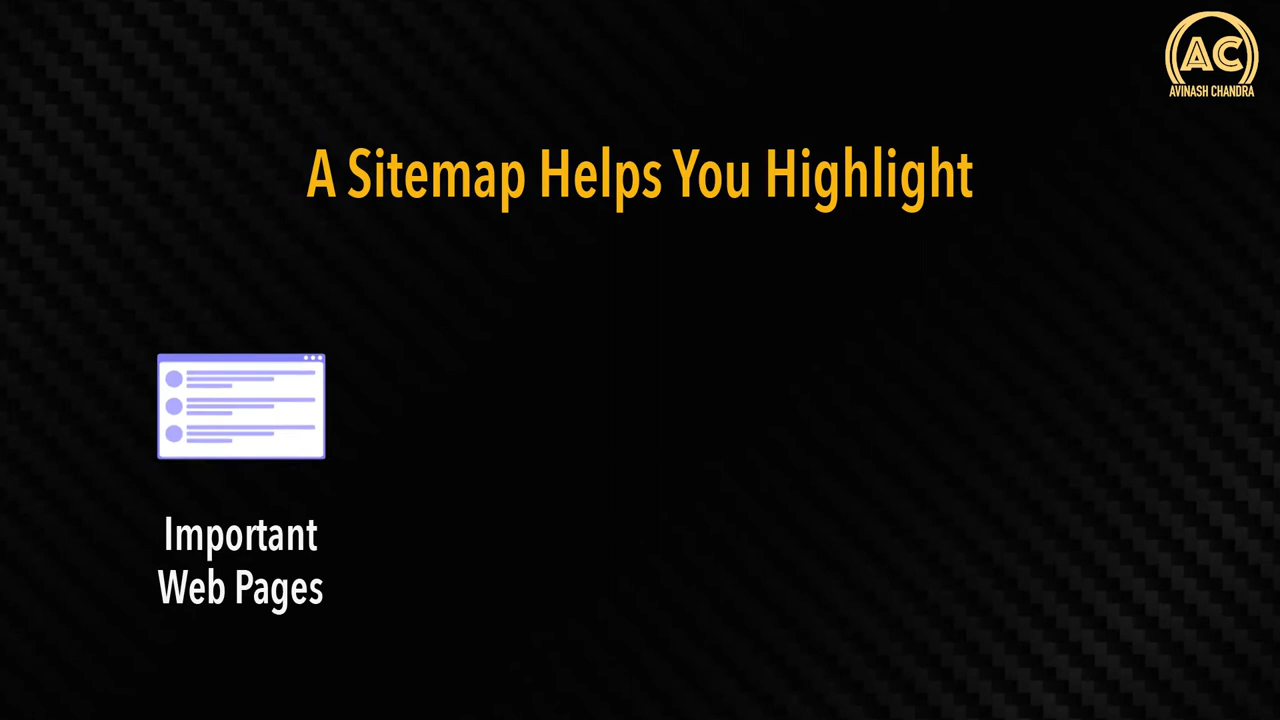 AC
AVINASH CHANDRA
A Sitemap Helps You Highlight
Important
Web Pages